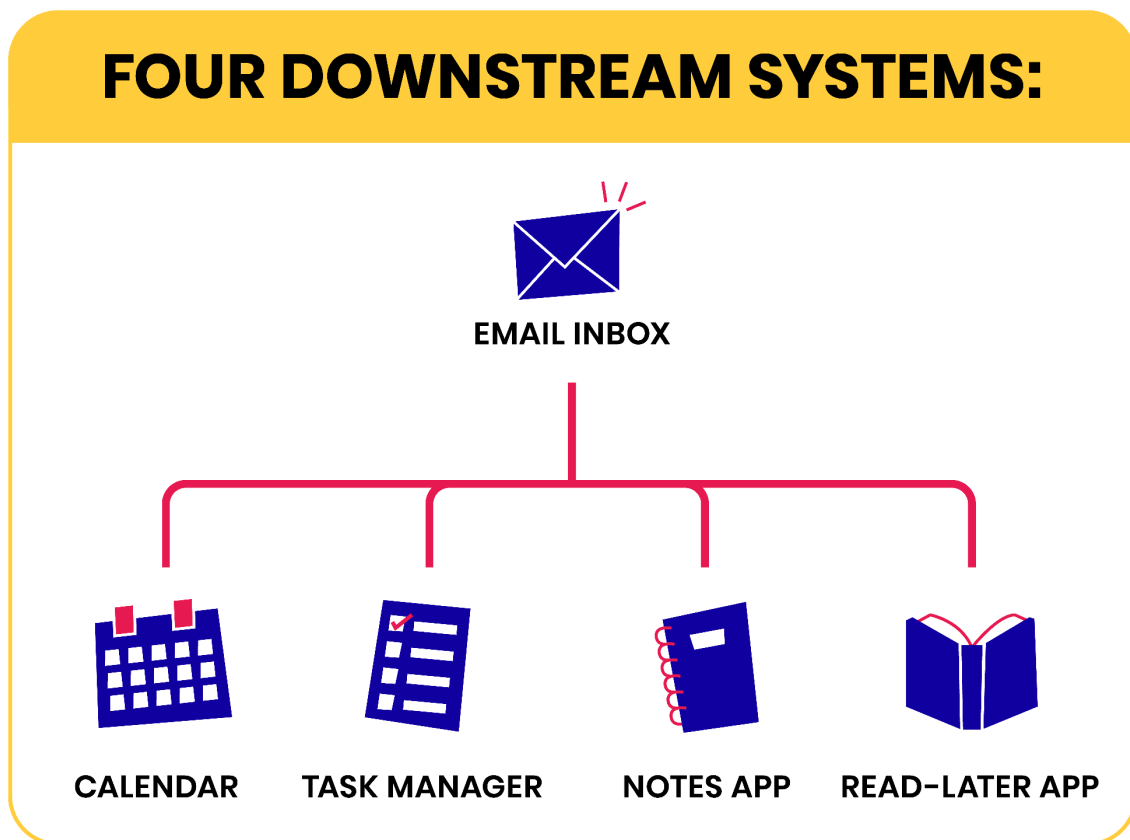 FOUR DOWNSTREAM SYSTEMS:
EMAIL INBOX
CALENDAR
TASK MANAGER
NOTES APP
READ-LATER APP